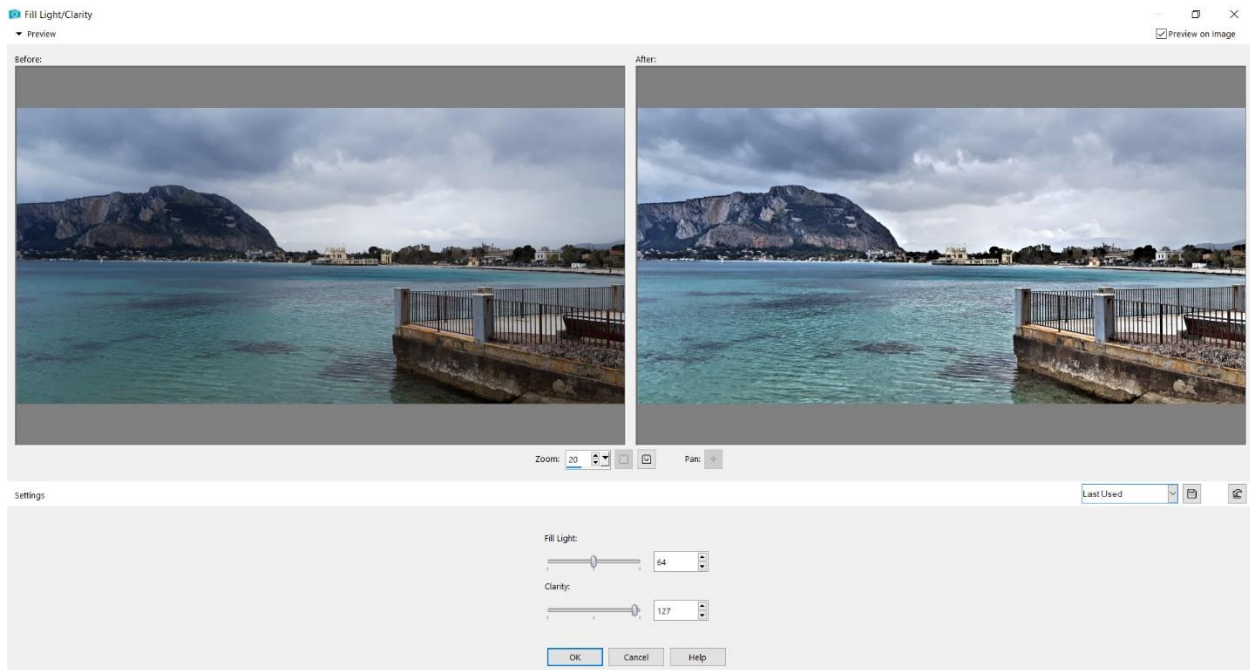 Fill Light/Clarity
Preview
Preview on Image
Before:
After:
Zoom: 20
Pan:
Settings
Last Used
Fill Light:
64
Clarity:
127
OK
Cancel
Help